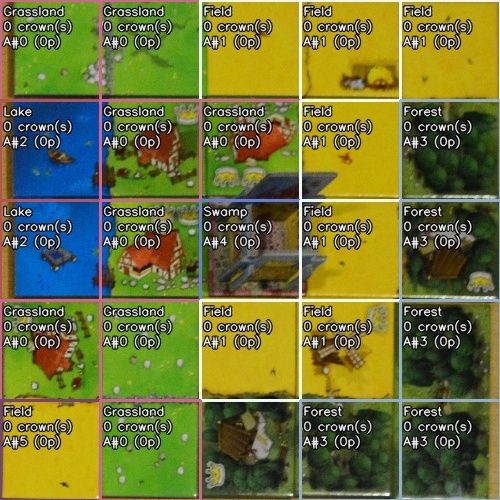 Grassland
0 crown(s)
A#0 (0p)
Grassland
0 crown(s)
A#0 (0p)
Field
0 crown(s)
A#1 (0p)
Field
0 crown(s)
A#1 (0p)
Field
0 crown(s)
A#1 (0p)
Lake
0 crown(s)
A#2 (0p)
Grassland
0 crown(s)
A#0 (0p)
Grassland
0 crown(s)
A#0 (0p)
Field
0 crown(s)
A#1 (0p)
Forest
0 crown(s)
A#3 (0p)
Lake
0 crown(s)
A#2 (0p)
Grassland
0 crown(s)
A#0 (0p)
Swamp
0 crown(s)
A#4 (0p)
Field
0 crown(s)
A#1 (0p)
Forest
0 crown(s)
A#3 (0p)
Grassland
0 crown(s)
A#0 (0p)
Grassland
0 crown(s)
A#0 (0p)
Field
0 crown(s)
A#1 (0p)
Field
0 crown(s)
A#1 (0p)
Forest
0 crown(s)
A#3 (0p)
Field
0 crown(s)
A#5 (0p)
Grassland
0 crown(s)
A#0 (0p)
Forest
0 crown(s)
A#3 (0p)
Forest
0 crown(s)
A#3 (0p)